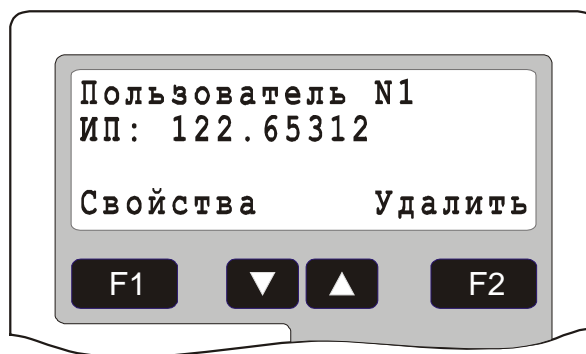 Пользователь N1
ИП: 122.65312
Свойства Удалить
F1 F2